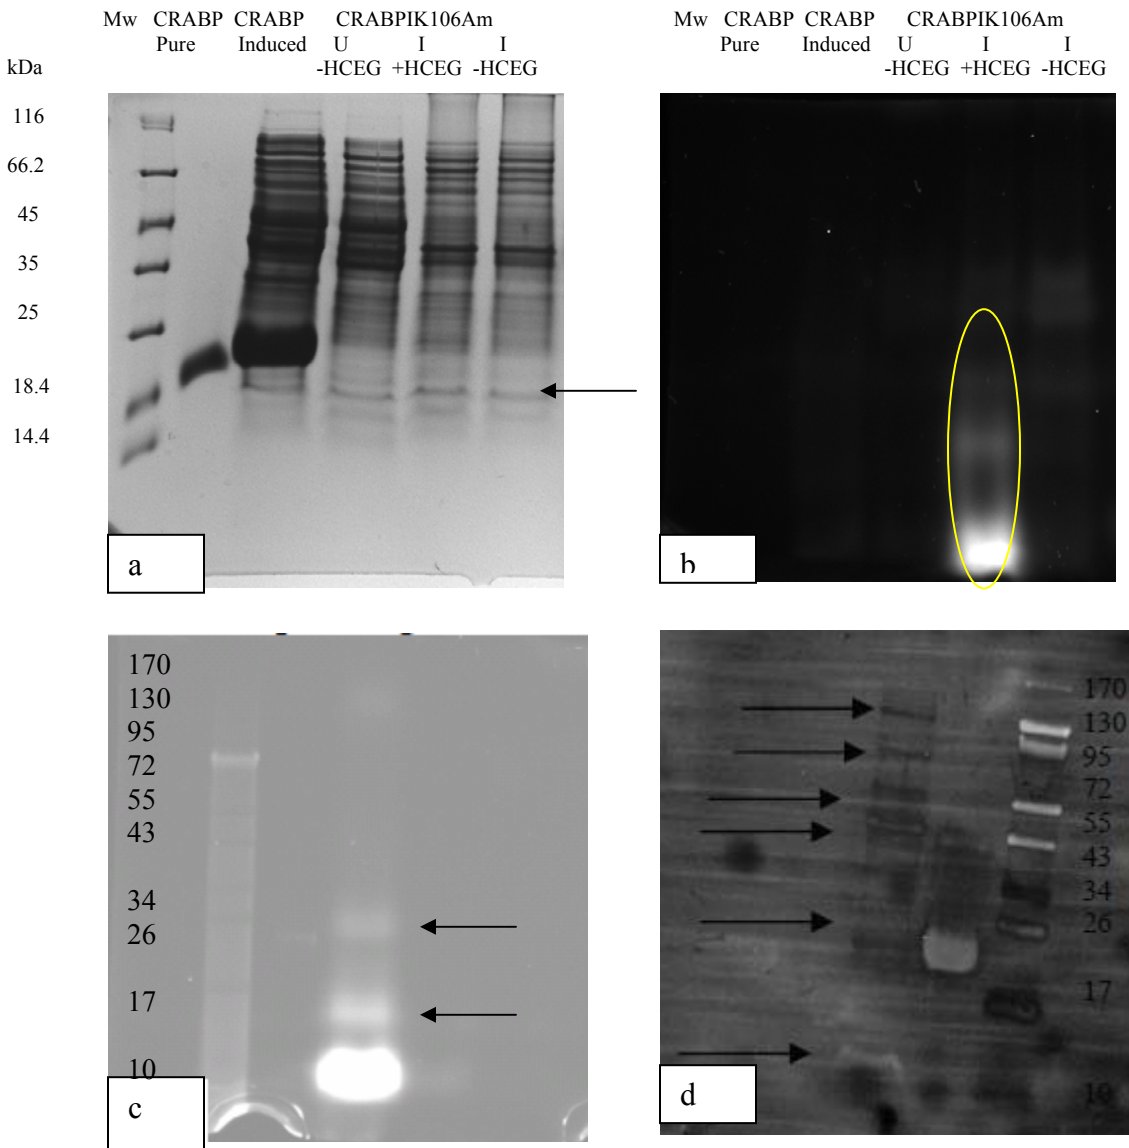 Mw CRABP CRABP CRABPIK106Am
Pure Induced U I I
-HCEG +HCEG -HCEG
kDa
116
66.2
45
35
25
18.4
14.4
a
Mw CRABP CRABP CRABPIK106Am
Pure Induced U I I
-HCEG +HCEG -HCEG
b
170
130
95
72
55
43
34
26
17
10
c
170
130
95
72
55
43
34
26
17
10
d